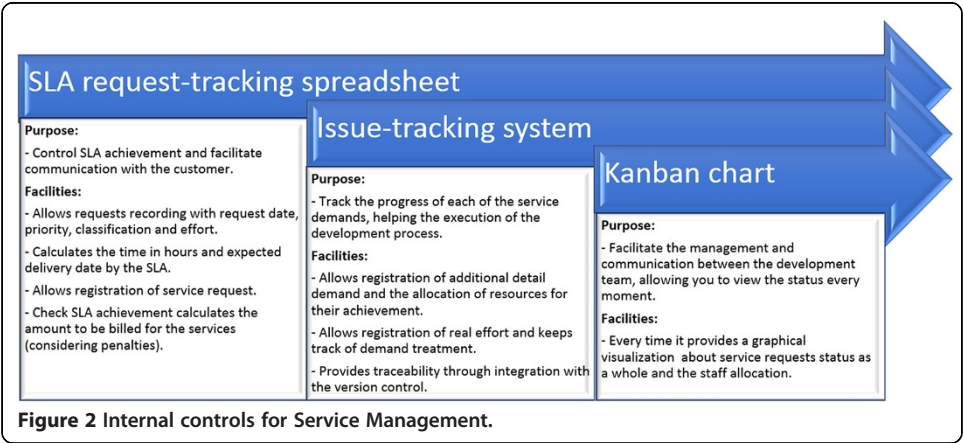 SLA request-tracking spreadsheet
Purpose:
- Control SLA achievement and facilitate
communication with the customer.
Facilities:
- Allows requests recording with request date,
priority, classification and effort.
- Calculates the time in hours and expected
delivery date by the SLA.
- Allows registration of service request.
- Check SLA achievement calculates the
amount to be billed for the services
(considering penalties).
Issue-tracking system
Purpose:
- Track the progress of each of the service
demands, helping the execution of the
development process.
Facilities:
- Allows registration of additional detail
demand and the allocation of resources for
their achievement.
- Allows registration of real effort and keeps
track of demand treatment.
- Provides traceability through integration with
the version control.
Kanban chart
Purpose:
- Facilitate the management and
communication between the development
team, allowing you to view the status every
moment.
Facilities:
- Every time it provides a graphical
visualization about service requests status as
a whole and the staff allocation.
Figure 2 Internal controls for Service Management.